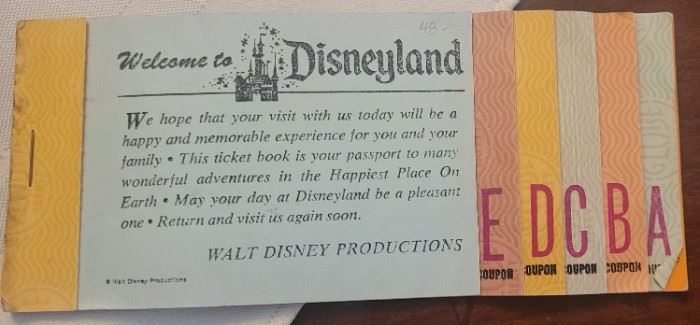 48-
Welcome to Disneyland
We hope that your visit with us today will be a
happy and memorable experience for you and your
family • This ticket book is your passport to many
wonderful adventures in the Happiest Place On
Earth • May your day at Disneyland be a pleasant
one • Return and visit us again soon.
WALT DISNEY PRODUCTIONS
© Walt Disney Productions
E D C B A
COUPON COUPON COUPON COUPON